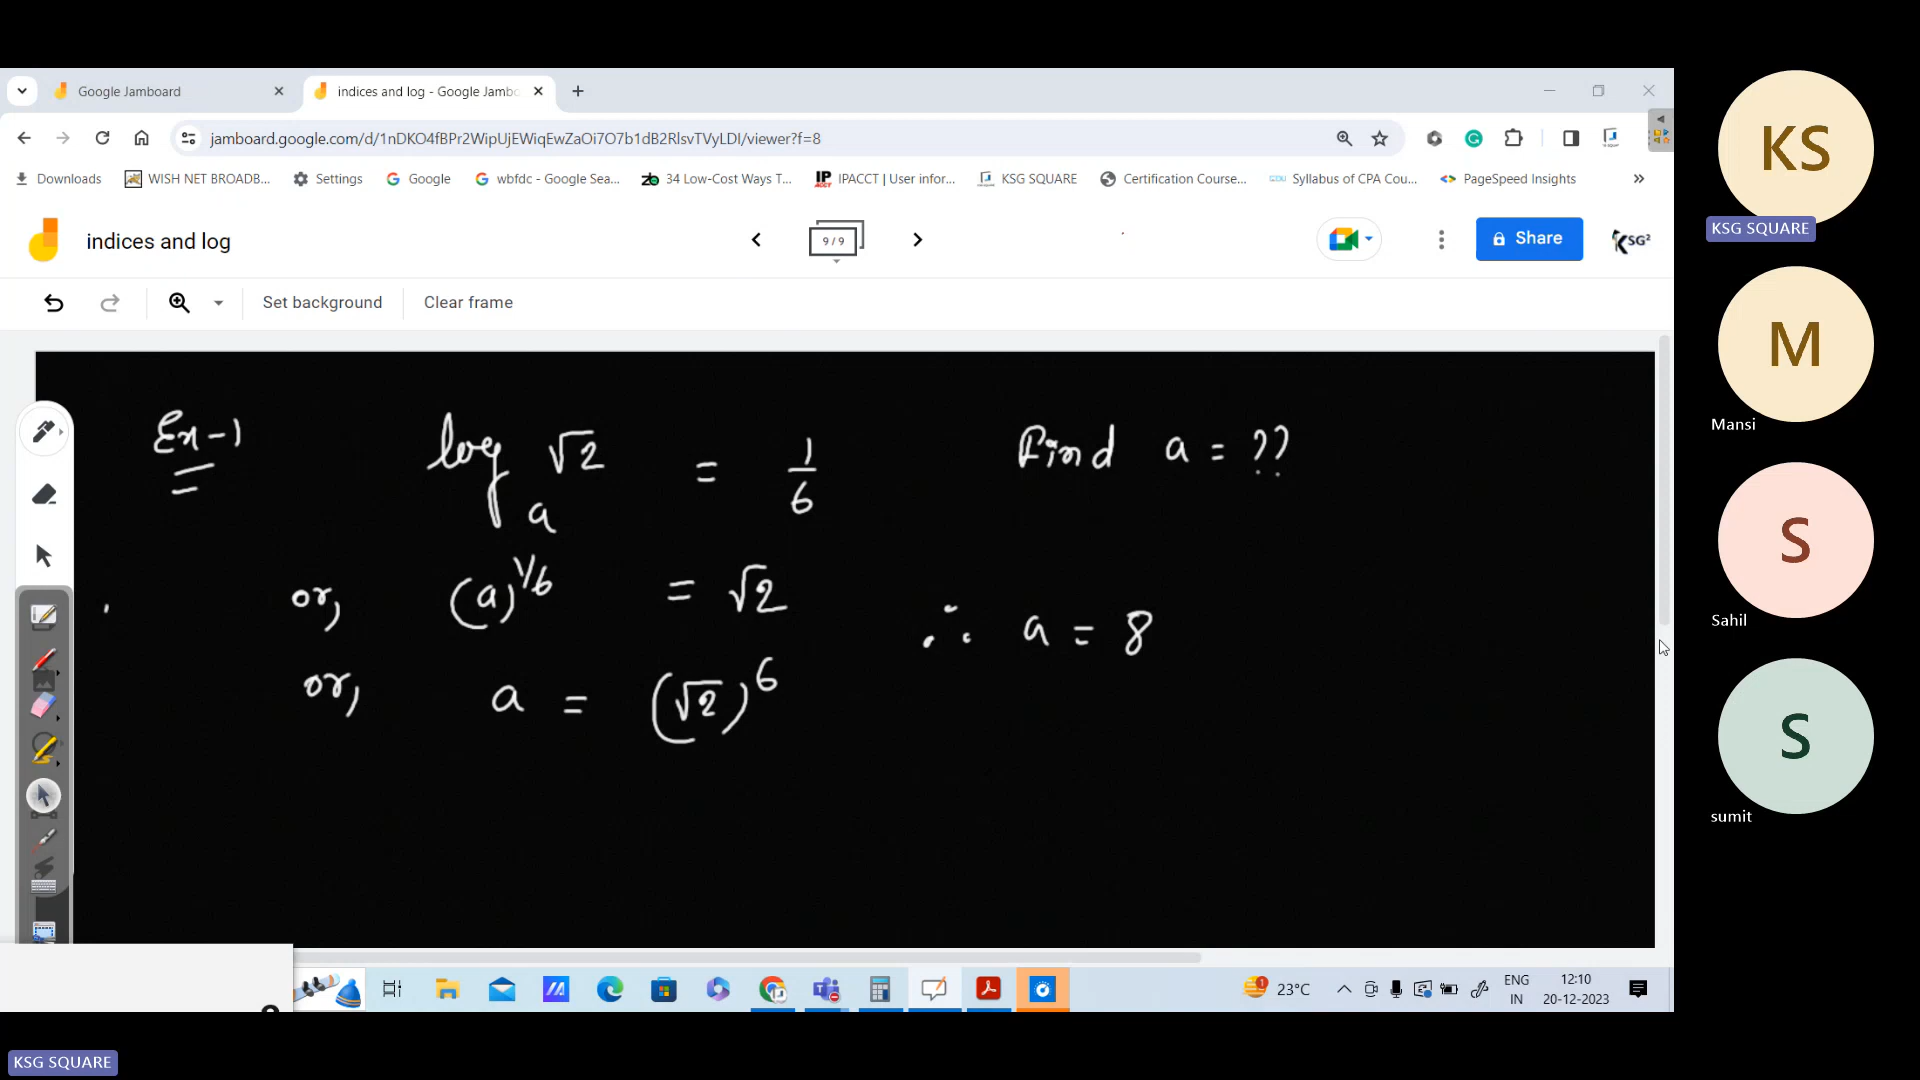 Google Jamboard
indices and log - Google Jambo
jamboard.google.com/d/1nDKO4fBPr2WipUjEWiqEwZaOi7O7b1dB2RlsvTVyLDI/viewer?f=8
Downloads WISH NET BROADB... Settings Google wbfdc - Google Sea... 34 Low-Cost Ways T... IPACCT | User infor... KSG SQUARE Certification Course... Syllabus of CPA Cou... PageSpeed Insights
indices and log
9 / 9
Share
KSG²
Set background Clear frame
Ex-1 log_a √2 = 1/6 Find a = ??
or, (a)^1/6 = √2
∴ a = 8
or, a = (√2)^6
23°C
ENG
IN
12:10
20-12-2023
KS
KSG SQUARE
M
Mansi
S
Sahil
S
sumit
KSG SQUARE